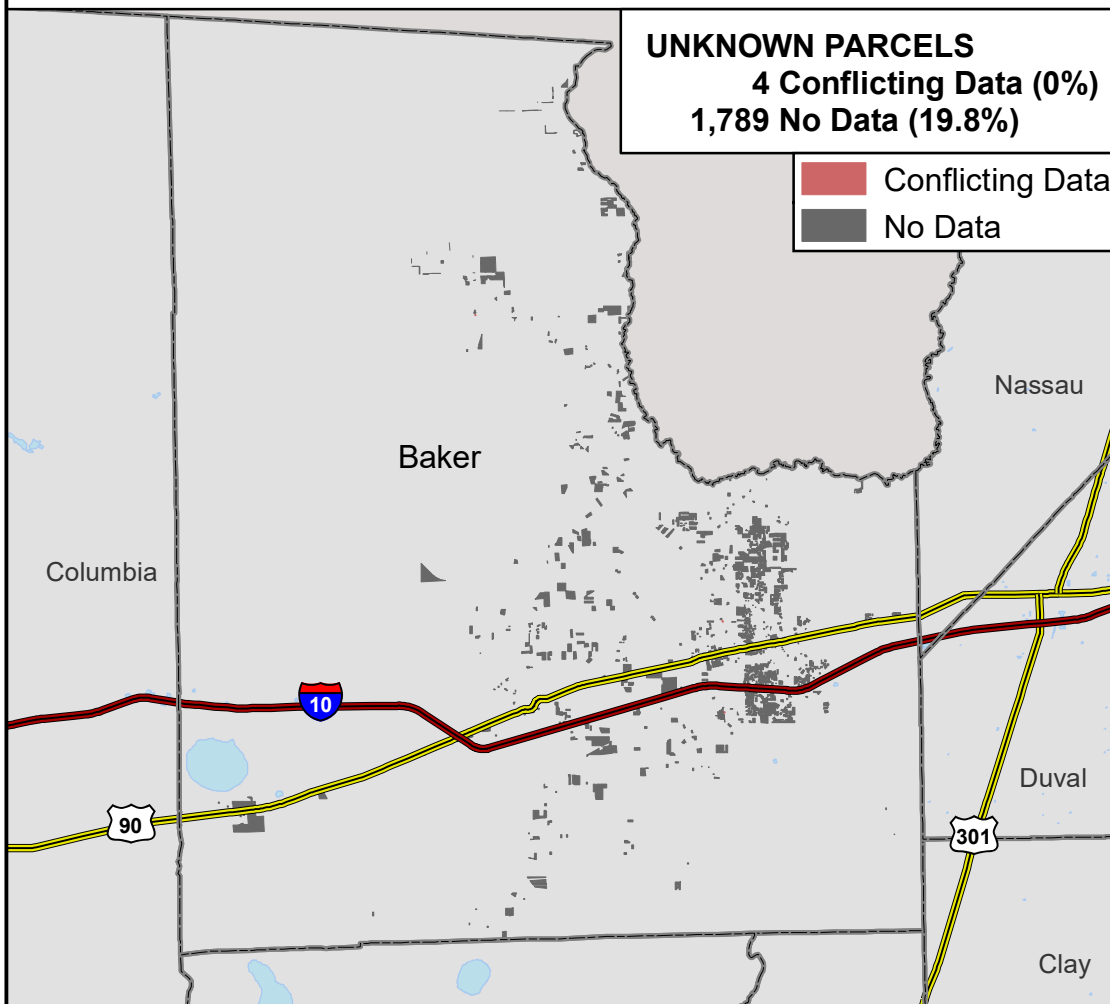 UNKNOWN PARCELS
4 Conflicting Data (0%)
1,789 No Data (19.8%)
Conflicting Data
No Data
Nassau
Baker
Columbia
10
Duval
90
301
Clay